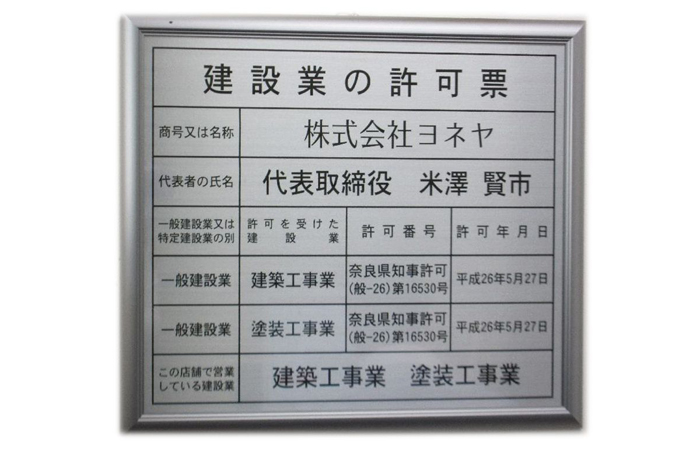 建設業の許可票
商号又は名称
株式会社ヨネヤ
代表者の氏名
代表取締役 米澤 賢市
一般建設業又は
特定建設業の別
許可を受けた
建設業
許可番号
許可年月日
一般建設業
建築工事業
奈良県知事許可
(般-26)第16530号
平成26年5月27日
一般建設業
塗装工事業
奈良県知事許可
(般-26)第16530号
平成26年5月27日
この店舗で営業
している建設業
建築工事業 塗装工事業